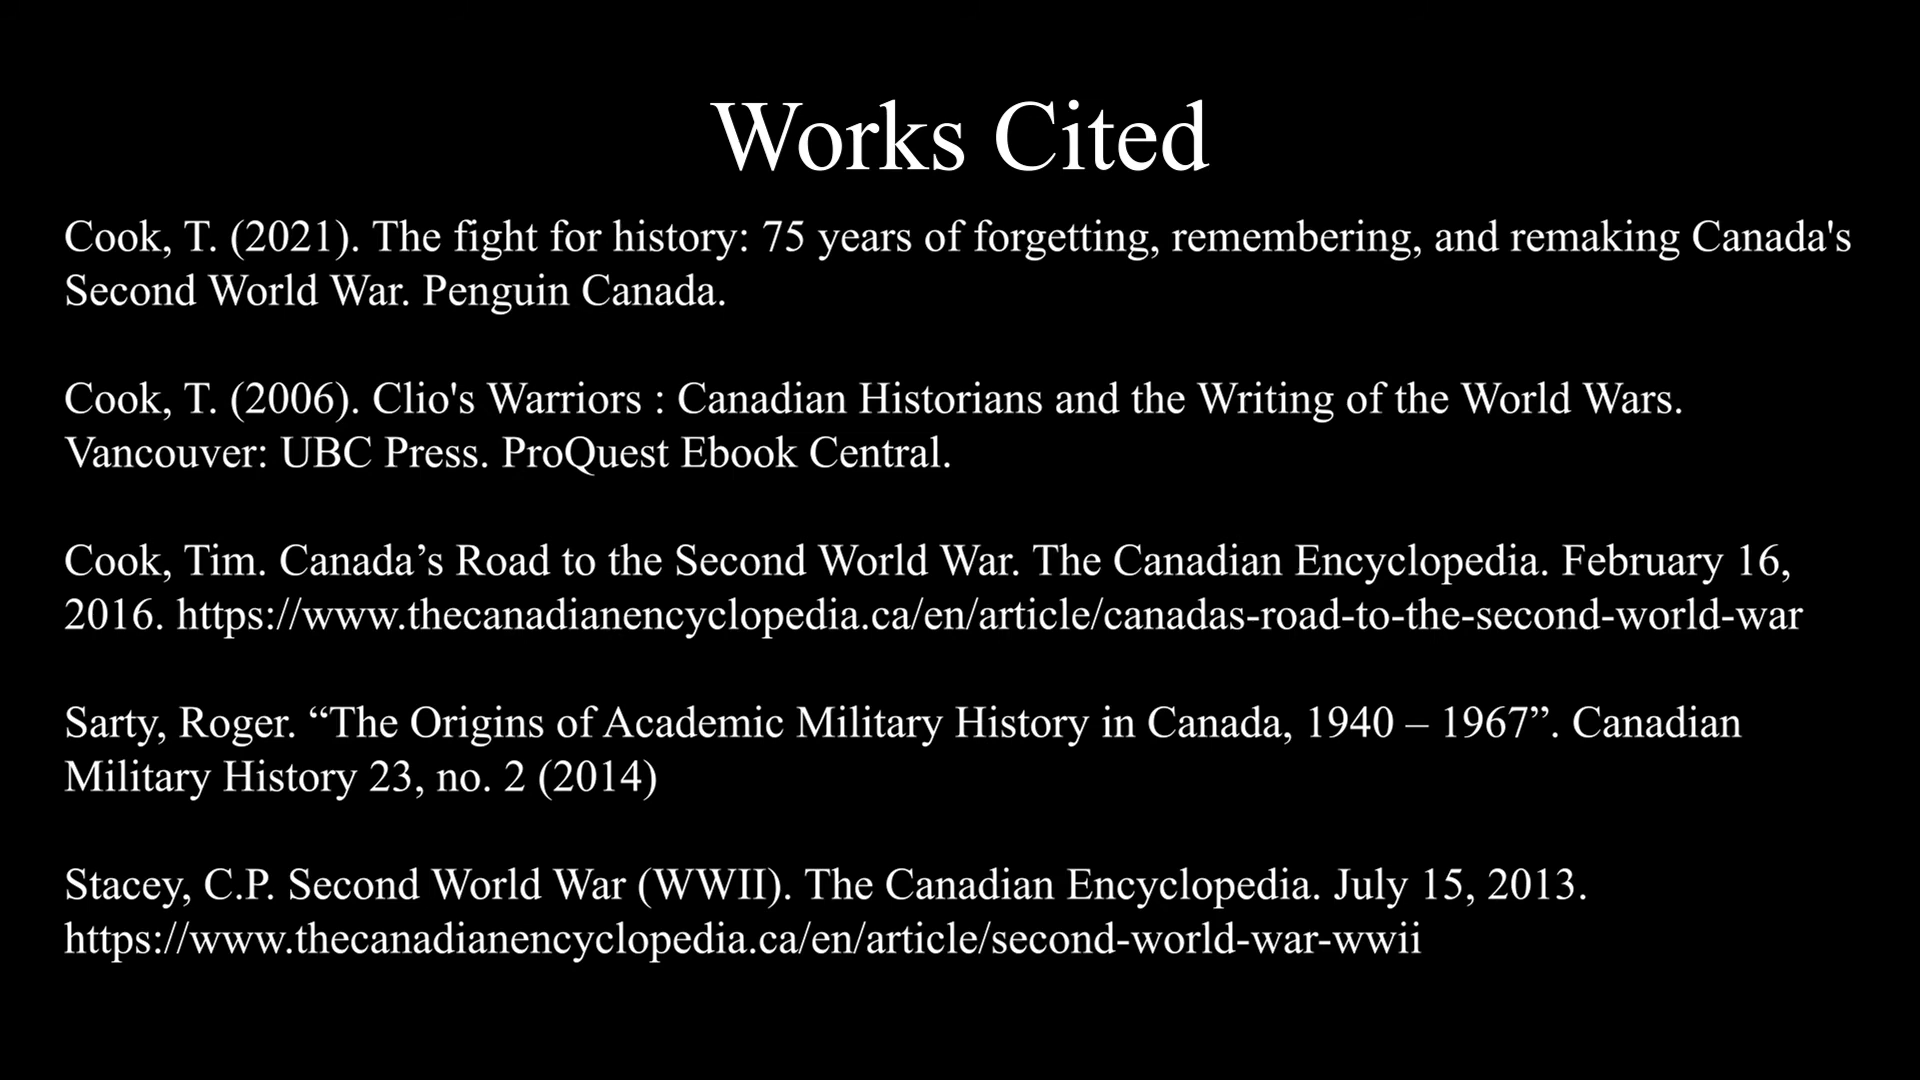 Works Cited
Cook, T. (2021). The fight for history: 75 years of forgetting, remembering, and remaking Canada's
Second World War. Penguin Canada.
Cook, T. (2006). Clio's Warriors : Canadian Historians and the Writing of the World Wars.
Vancouver: UBC Press. ProQuest Ebook Central.
Cook, Tim. Canada’s Road to the Second World War. The Canadian Encyclopedia. February 16,
2016. https://www.thecanadianencyclopedia.ca/en/article/canadas-road-to-the-second-world-war
Sarty, Roger. “The Origins of Academic Military History in Canada, 1940 – 1967”. Canadian
Military History 23, no. 2 (2014)
Stacey, C.P. Second World War (WWII). The Canadian Encyclopedia. July 15, 2013.
https://www.thecanadianencyclopedia.ca/en/article/second-world-war-wwii